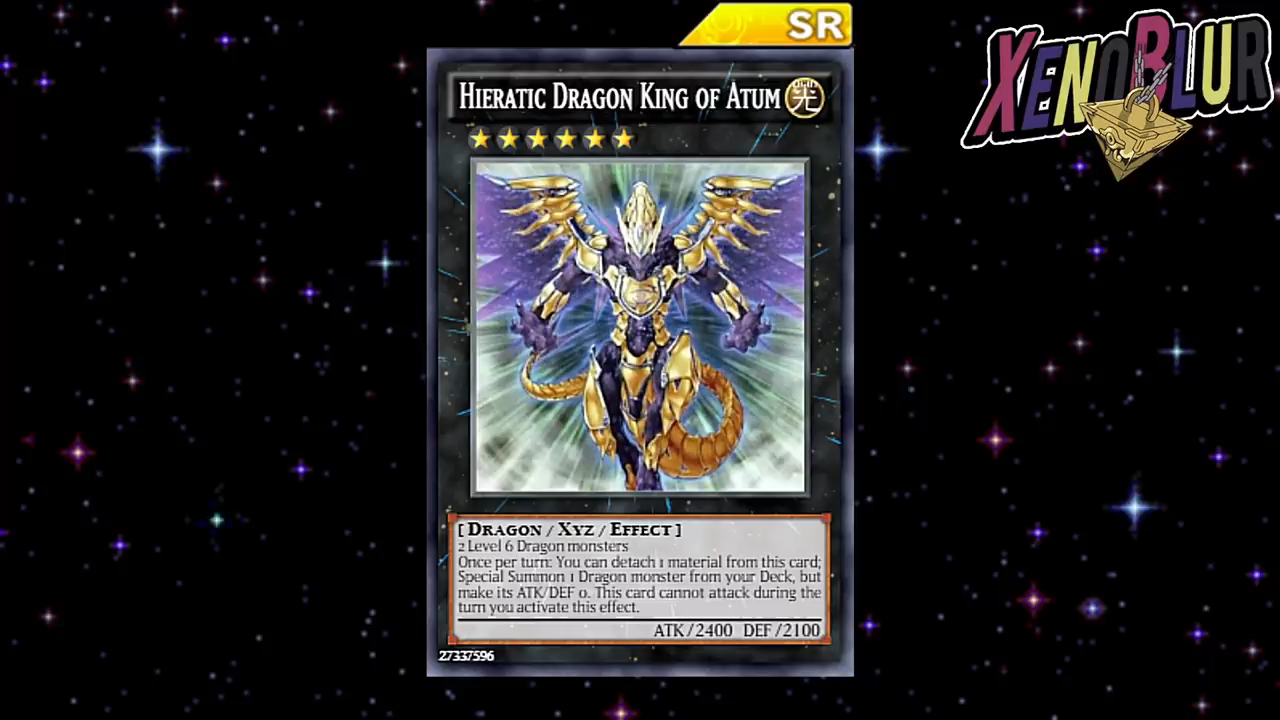 SR
XENOBLUR
HIERATIC DRAGON KING OF ATUM
光
[ DRAGON / XYZ / EFFECT ]
2 Level 6 Dragon monsters
Once per turn: You can detach 1 material from this card;
Special Summon 1 Dragon monster from your Deck, but
make its ATK/DEF 0. This card cannot attack during the
turn you activate this effect.
ATK/2400 DEF/2100
27337596